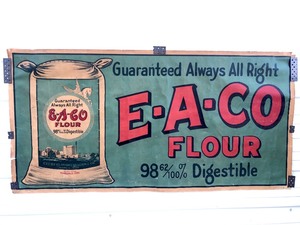 Guaranteed Always All Right
E-A-CO
FLOUR
98 62/100% Digestible
Guaranteed
Always All Right
E-A-CO
FLOUR
98 62/100% Digestible